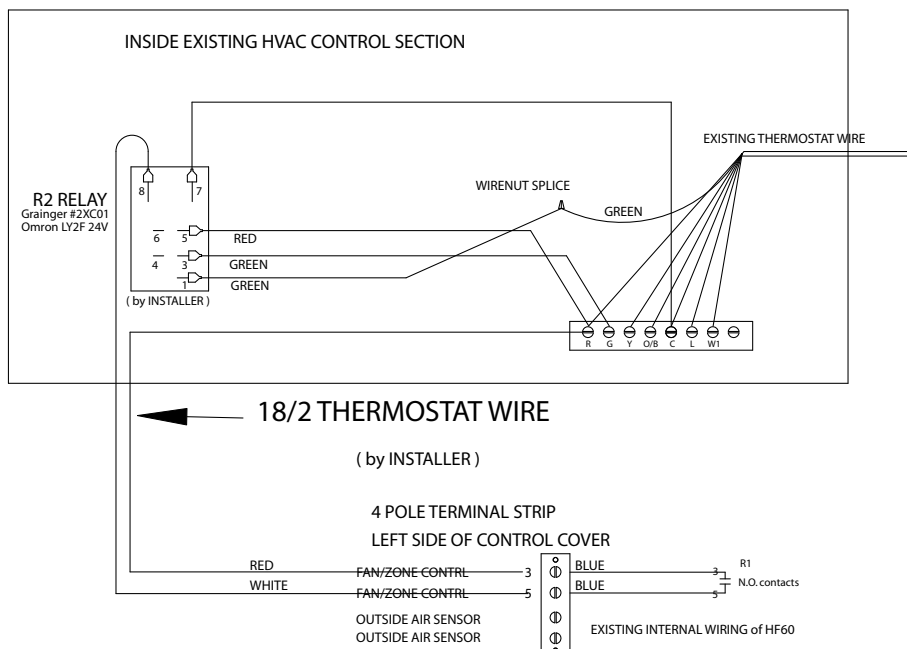 INSIDE EXISTING HVAC CONTROL SECTION
EXISTING THERMOSTAT WIRE
WIRENUT SPLICE
GREEN
R2 RELAY
Grainger #2XC01
Omron LY2F 24V
8
7
6
5
RED
4
3
GREEN
1
GREEN
( by INSTALLER )
R G Y O/B C L W1
18/2 THERMOSTAT WIRE
( by INSTALLER )
4 POLE TERMINAL STRIP
LEFT SIDE OF CONTROL COVER
RED FAN/ZONE CONTRL 3 BLUE 3
R1
N.O. contacts
WHITE FAN/ZONE CONTRL 5 BLUE 5
OUTSIDE AIR SENSOR
OUTSIDE AIR SENSOR
EXISTING INTERNAL WIRING of HF60